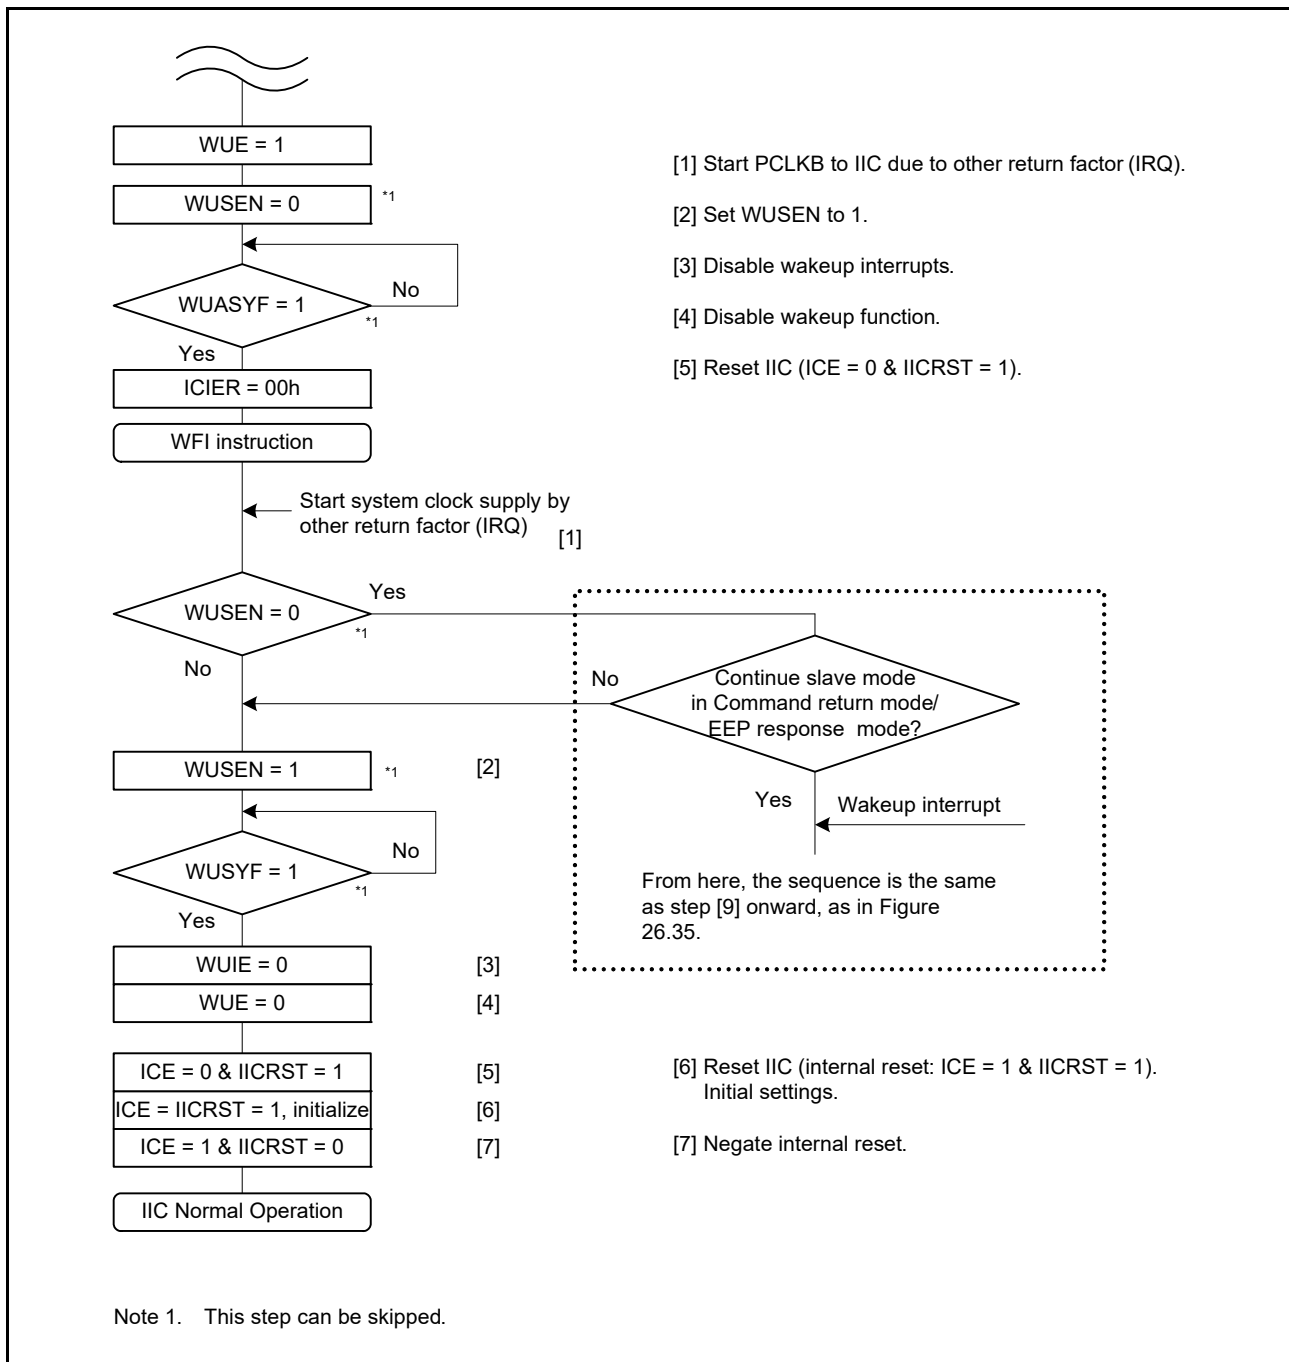 WUE = 1
WUSEN = 0 *1
WUASYF = 1 No
*1
Yes
ICIER = 00h
WFI instruction
Start system clock supply by
other return factor (IRQ)
[1]
WUSEN = 0 Yes
*1
No
Continue slave mode
in Command return mode/
EEP response mode?
No
Yes
Wakeup interrupt
From here, the sequence is the same
as step [9] onward, as in Figure
26.35.
WUSEN = 1 *1 [2]
WUSYF = 1 No
*1
Yes
WUIE = 0 [3]
WUE = 0 [4]
ICE = 0 & IICRST = 1 [5]
ICE = IICRST = 1, initialize [6]
ICE = 1 & IICRST = 0 [7]
IIC Normal Operation
[1] Start PCLKB to IIC due to other return factor (IRQ).
[2] Set WUSEN to 1.
[3] Disable wakeup interrupts.
[4] Disable wakeup function.
[5] Reset IIC (ICE = 0 & IICRST = 1).
[6] Reset IIC (internal reset: ICE = 1 & IICRST = 1).
Initial settings.
[7] Negate internal reset.
Note 1. This step can be skipped.